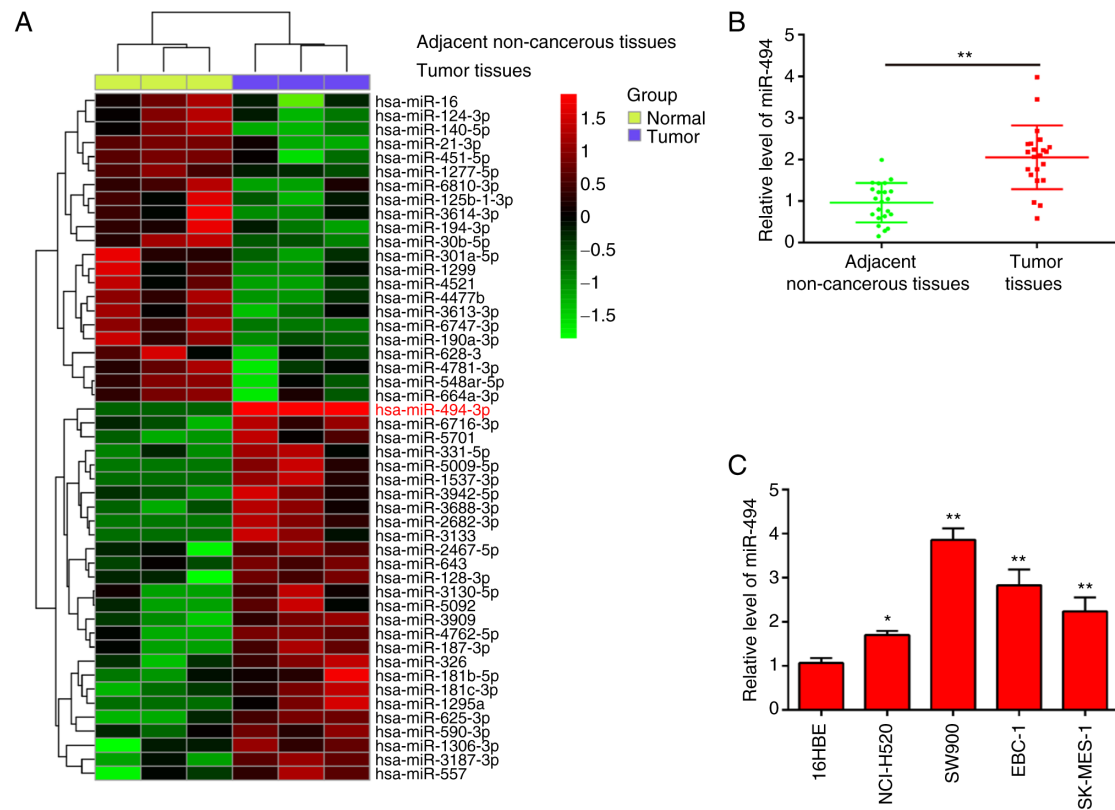 A
Adjacent non-cancerous tissues
Tumor tissues
Group
Normal
Tumor
1.5
1
0.5
0
−0.5
−1
−1.5
hsa-miR-16
hsa-miR-124-3p
hsa-miR-140-5p
hsa-miR-21-3p
hsa-miR-451-5p
hsa-miR-1277-5p
hsa-miR-6810-3p
hsa-miR-125b-1-3p
hsa-miR-3614-3p
hsa-miR-194-3p
hsa-miR-30b-5p
hsa-miR-301a-5p
hsa-miR-1299
hsa-miR-4521
hsa-miR-4477b
hsa-miR-3613-3p
hsa-miR-6747-3p
hsa-miR-190a-3p
hsa-miR-628-3
hsa-miR-4781-3p
hsa-miR-548ar-5p
hsa-miR-664a-3p
hsa-miR-494-3p
hsa-miR-6716-3p
hsa-miR-5701
hsa-miR-331-5p
hsa-miR-5009-5p
hsa-miR-1537-3p
hsa-miR-3942-5p
hsa-miR-3688-3p
hsa-miR-2682-3p
hsa-miR-3133
hsa-miR-2467-5p
hsa-miR-643
hsa-miR-128-3p
hsa-miR-3130-5p
hsa-miR-5092
hsa-miR-3909
hsa-miR-4762-5p
hsa-miR-187-3p
hsa-miR-326
hsa-miR-181b-5p
hsa-miR-181c-3p
hsa-miR-1295a
hsa-miR-625-3p
hsa-miR-590-3p
hsa-miR-1306-3p
hsa-miR-3187-3p
hsa-miR-557
B
Relative level of miR-494
5
4
3
2
1
0
**
Adjacent
non-cancerous tissues
Tumor
tissues
C
Relative level of miR-494
5
4
3
2
1
0
*
**
**
**
16HBE
NCI-H520
SW900
EBC-1
SK-MES-1